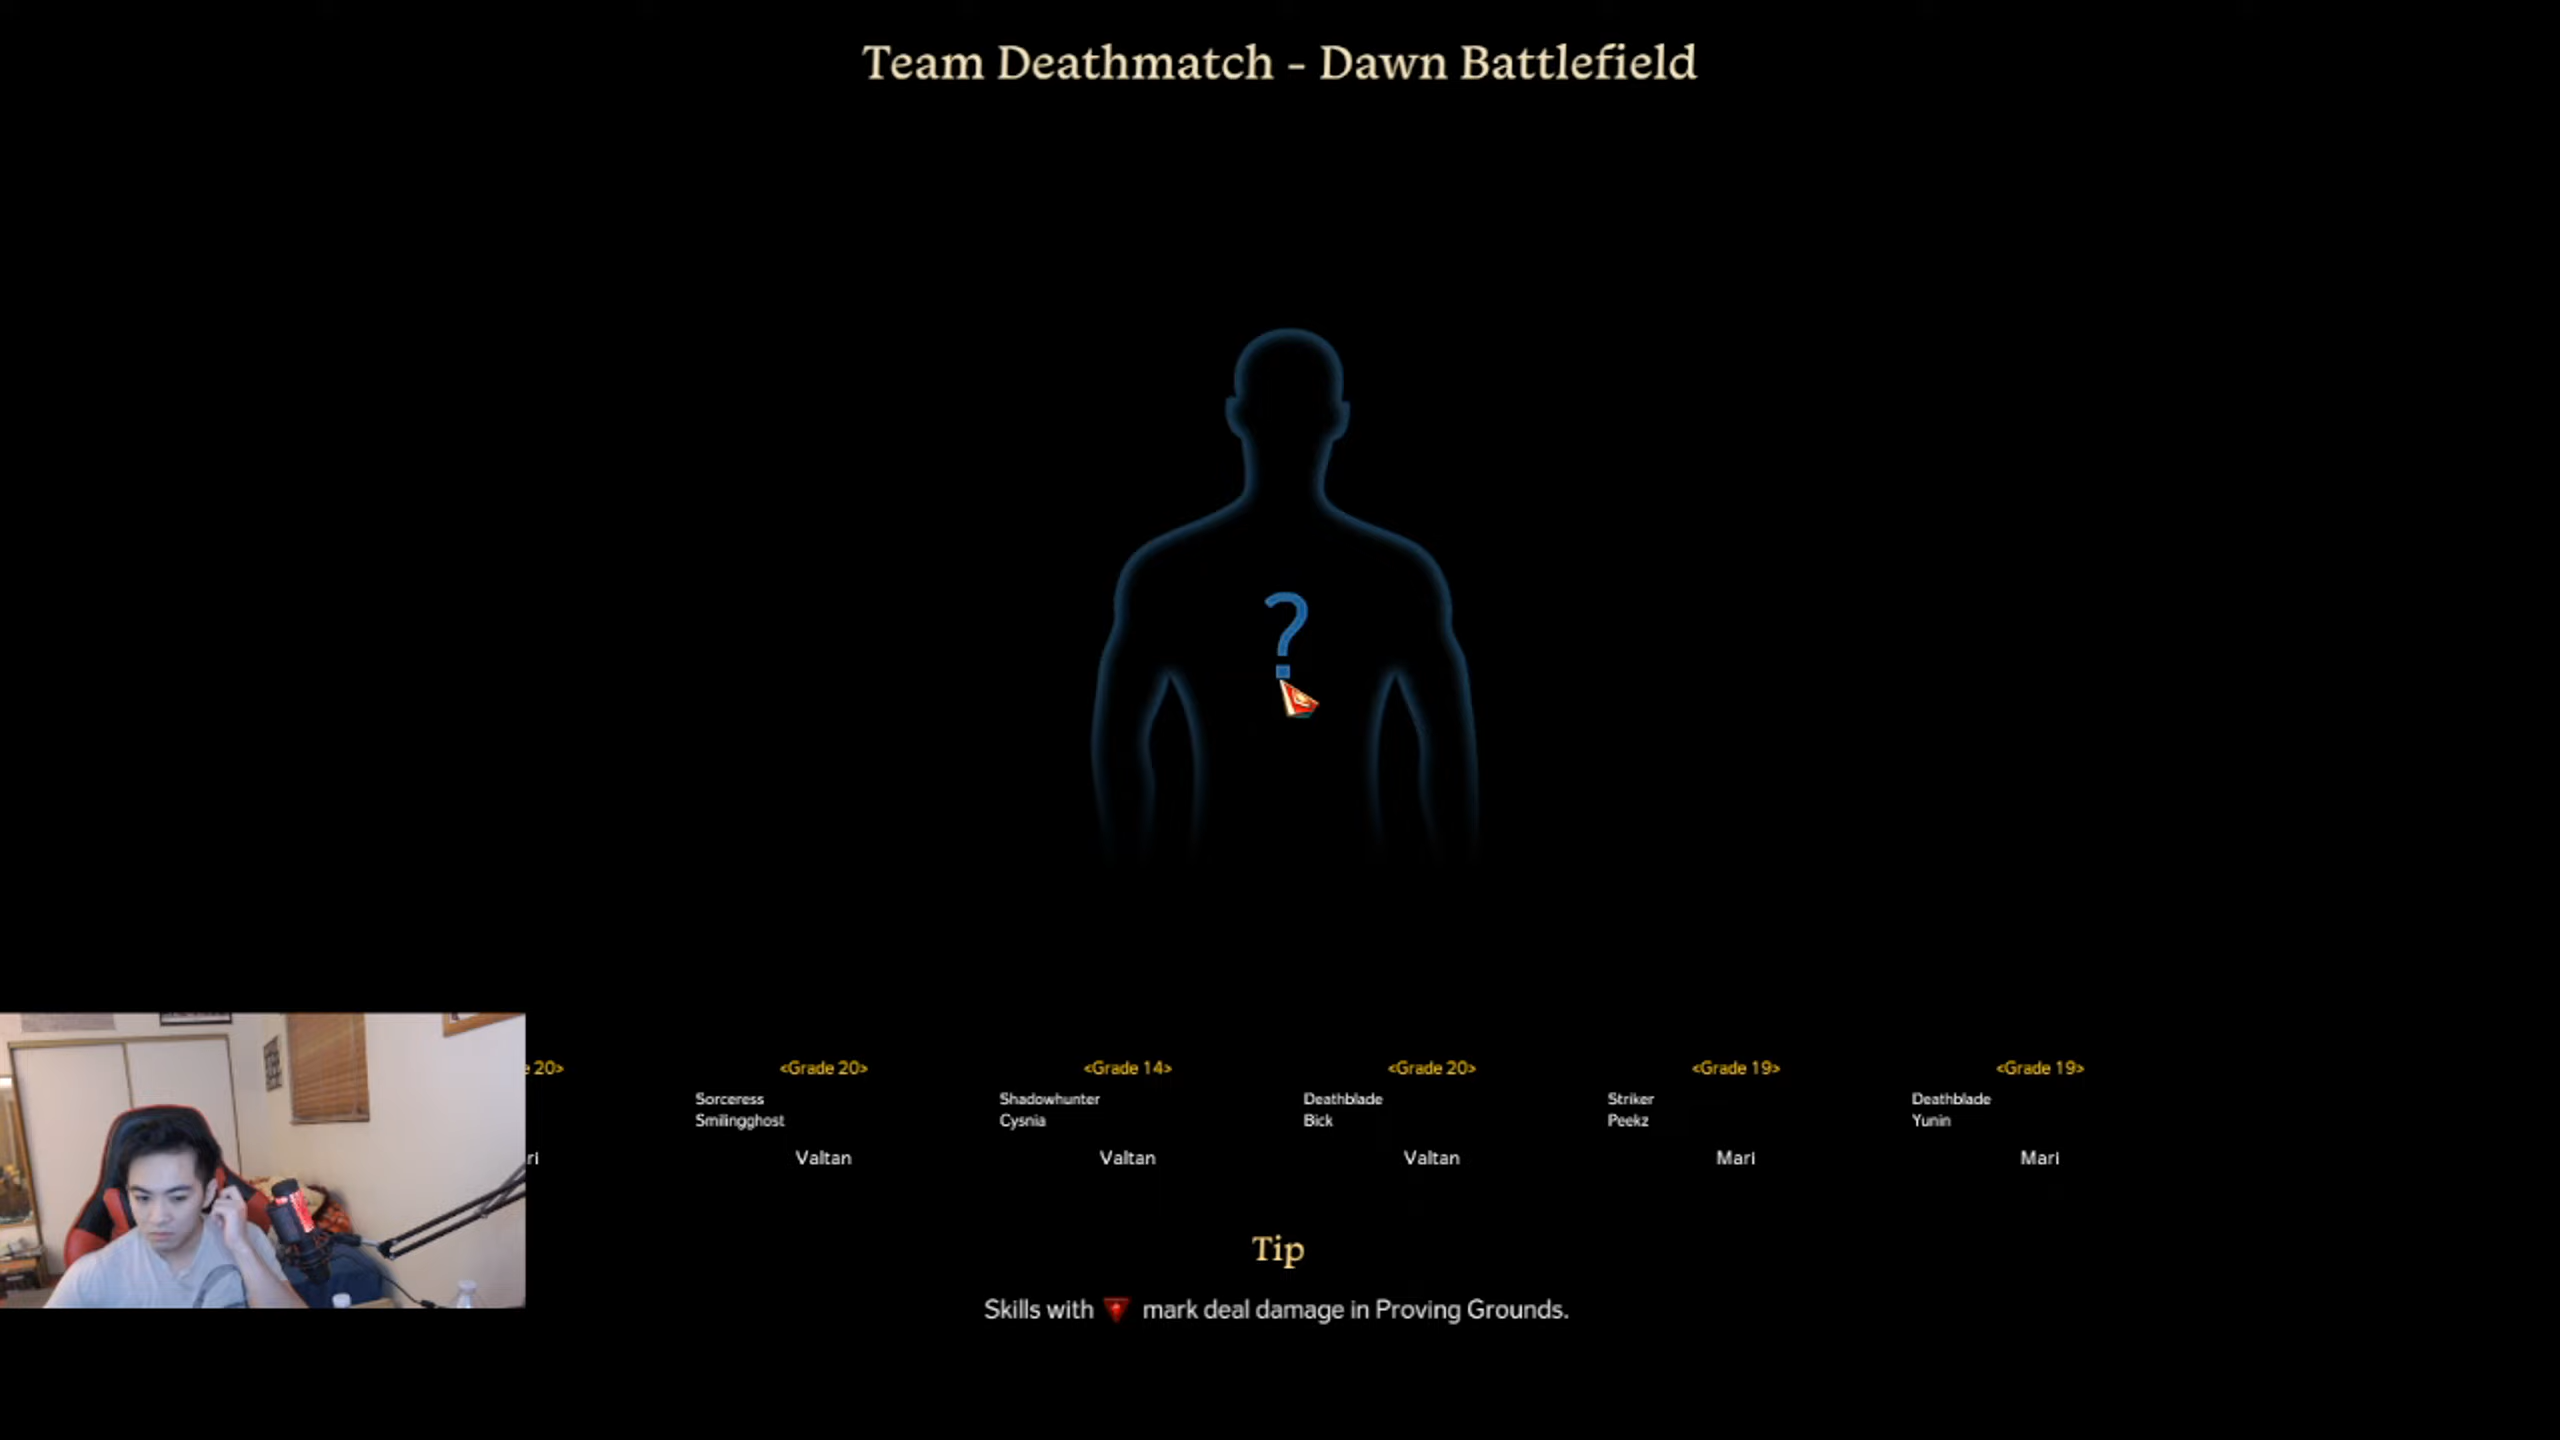 Team Deathmatch - Dawn Battlefield
?
20>
<Grade 20>
<Grade 14>
<Grade 20>
<Grade 19>
<Grade 19>
Sorceress
Smilingghost
Shadowhunter
Cysnia
Deathblade
Bick
Striker
Peekz
Deathblade
Yunin
ri
Valtan
Valtan
Valtan
Mari
Mari
Tip
Skills with mark deal damage in Proving Grounds.